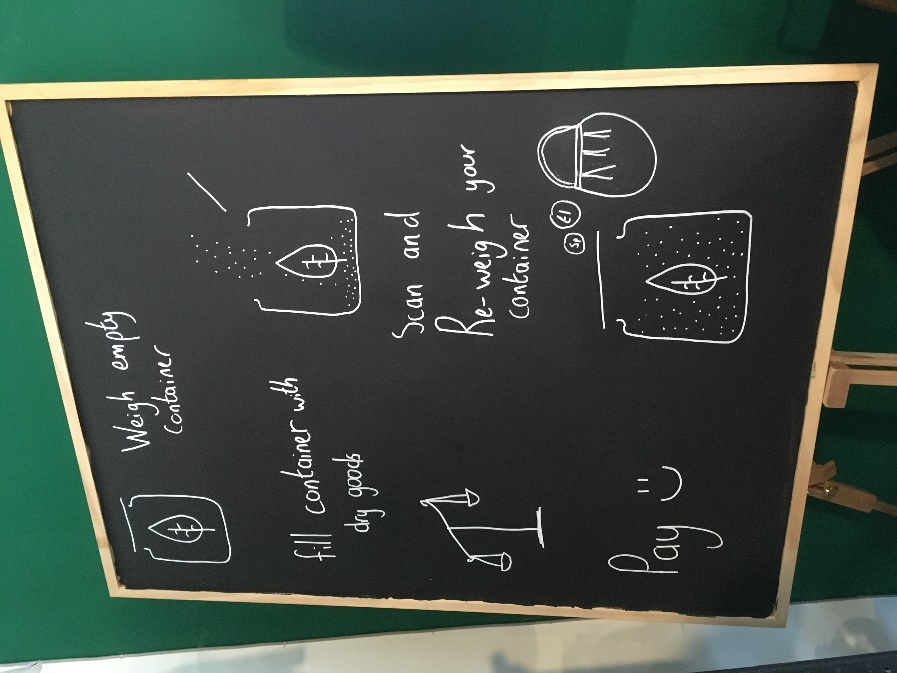 Weigh empty
Container
fill container with
dry goods
Scan and
Re-weigh your
container
Pay :)
£1
5p